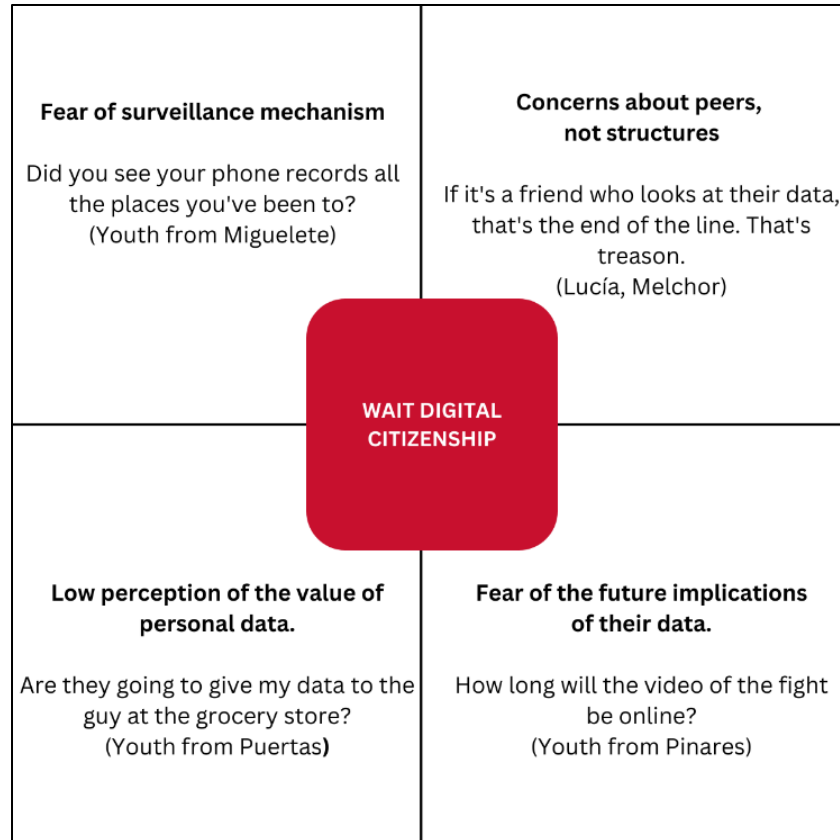 Fear of surveillance mechanism
Did you see your phone records all
the places you've been to?
(Youth from Miguelete)
Concerns about peers,
not structures
If it's a friend who looks at their data,
that's the end of the line. That's
treason.
(Lucía, Melchor)
WAIT DIGITAL
CITIZENSHIP
Low perception of the value of
personal data.
Are they going to give my data to the
guy at the grocery store?
(Youth from Puertas)
Fear of the future implications
of their data.
How long will the video of the fight
be online?
(Youth from Pinares)